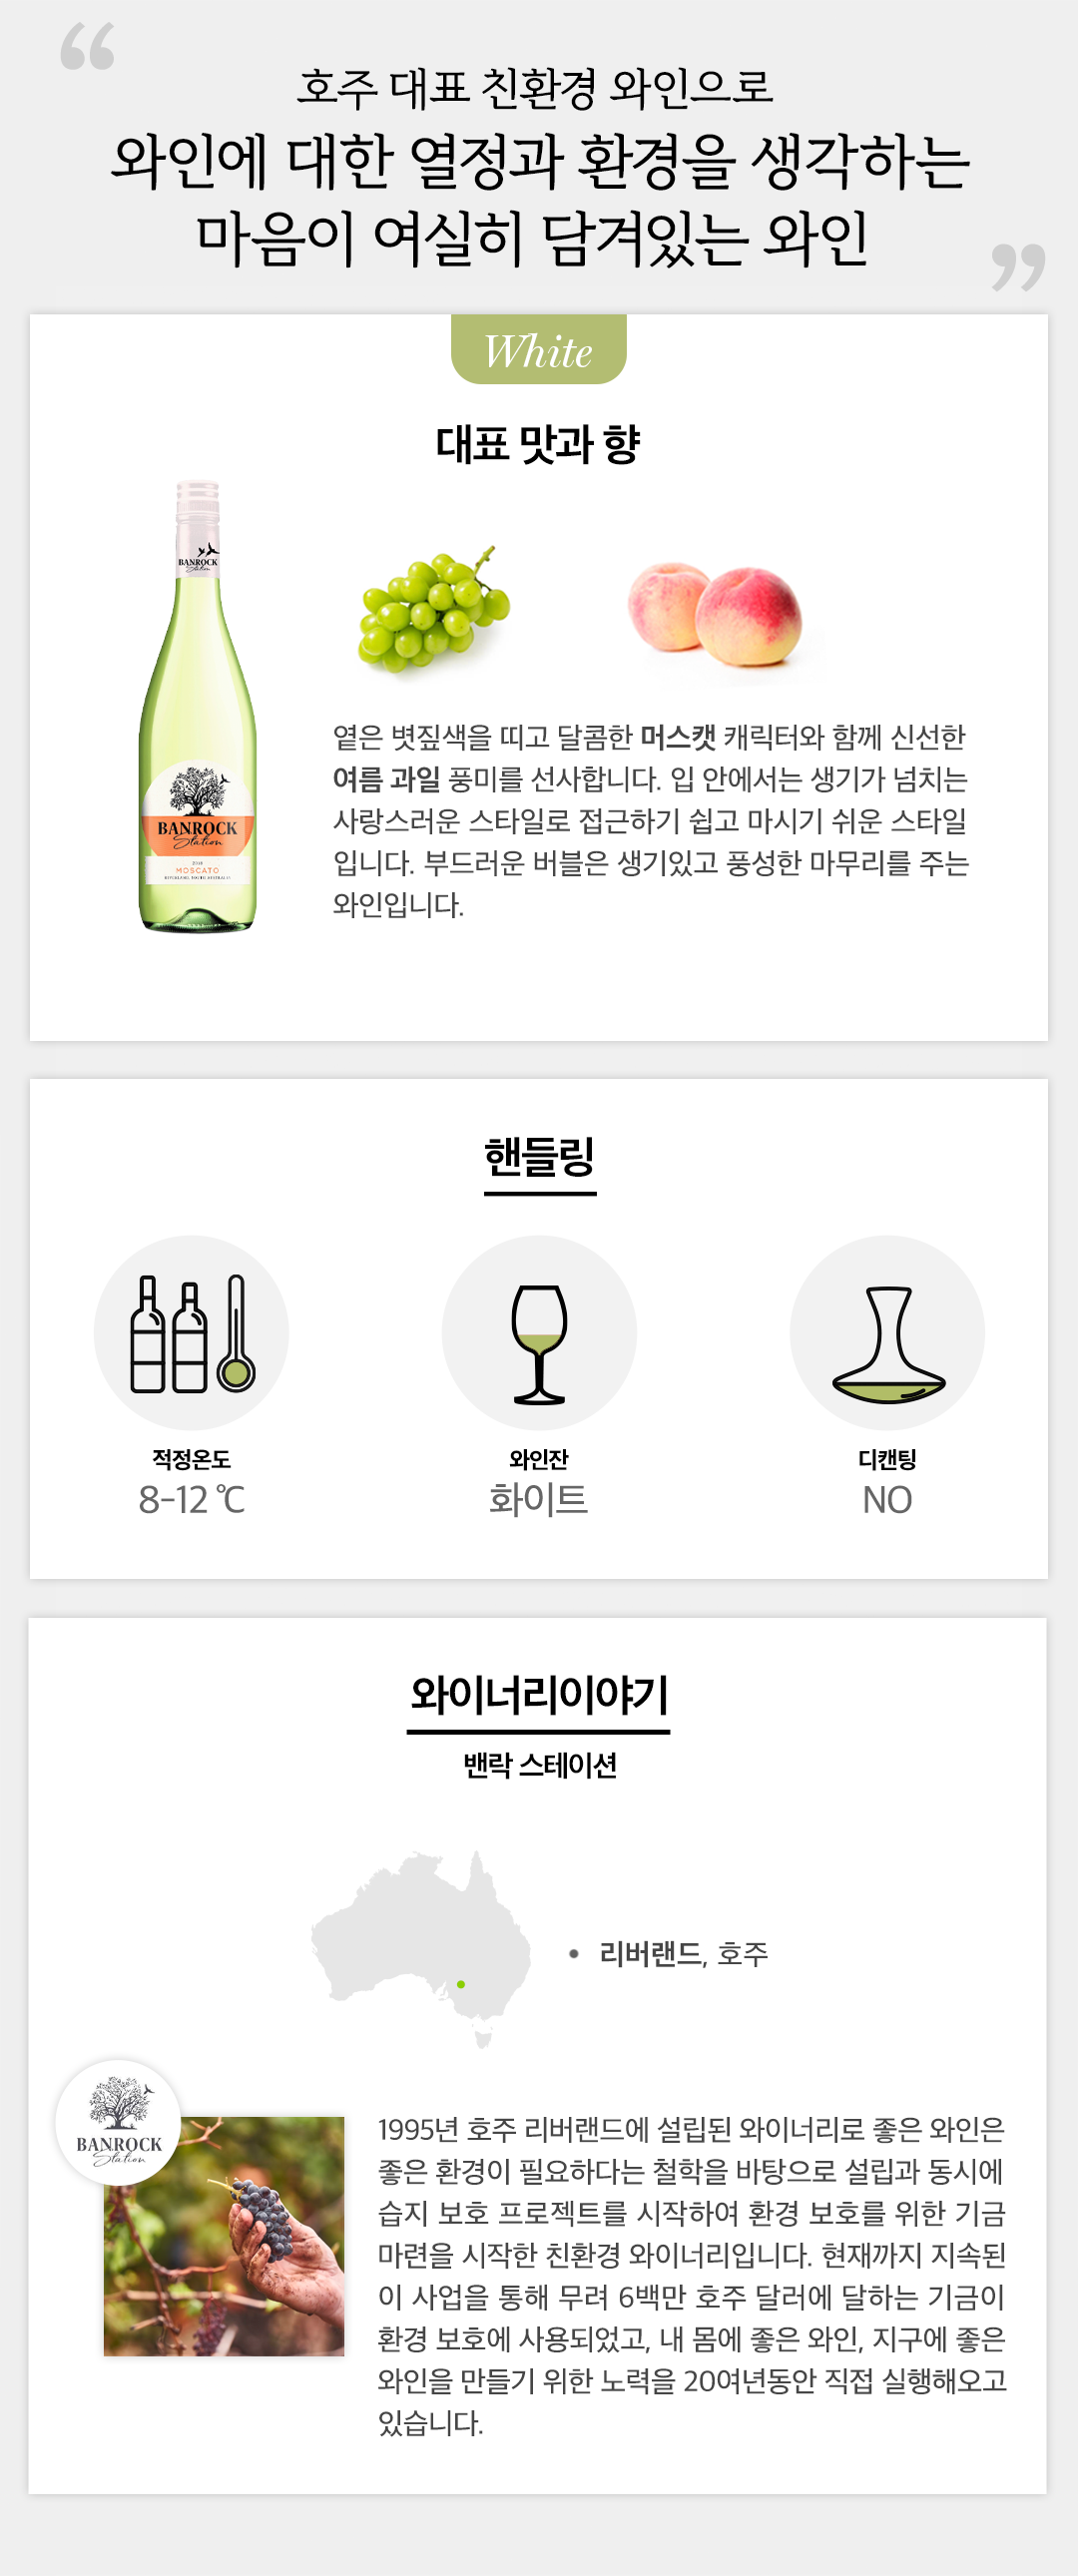 “
호주 대표 친환경 와인으로
와인에 대한 열정과 환경을 생각하는
마음이 여실히 담겨있는 와인
”
White
대표 맛과 향
BANROCK
Station
BANROCK
Station
MOSCATO
옅은 볏짚색을 띠고 달콤한 머스캣 캐릭터와 함께 신선한
여름 과일 풍미를 선사합니다. 입 안에서는 생기가 넘치는
사랑스러운 스타일로 접근하기 쉽고 마시기 쉬운 스타일
입니다. 부드러운 버블은 생기있고 풍성한 마무리를 주는
와인입니다.
핸들링
적정온도
8-12 ℃
와인잔
화이트
디캔팅
NO
와이너리이야기
밴락 스테이션
• 리버랜드, 호주
BANROCK
Station
1995년 호주 리버랜드에 설립된 와이너리로 좋은 와인은
좋은 환경이 필요하다는 철학을 바탕으로 설립과 동시에
습지 보호 프로젝트를 시작하여 환경 보호를 위한 기금
마련을 시작한 친환경 와이너리입니다. 현재까지 지속된
이 사업을 통해 무려 6백만 호주 달러에 달하는 기금이
환경 보호에 사용되었고, 내 몸에 좋은 와인, 지구에 좋은
와인을 만들기 위한 노력을 20여년동안 직접 실행해오고
있습니다.